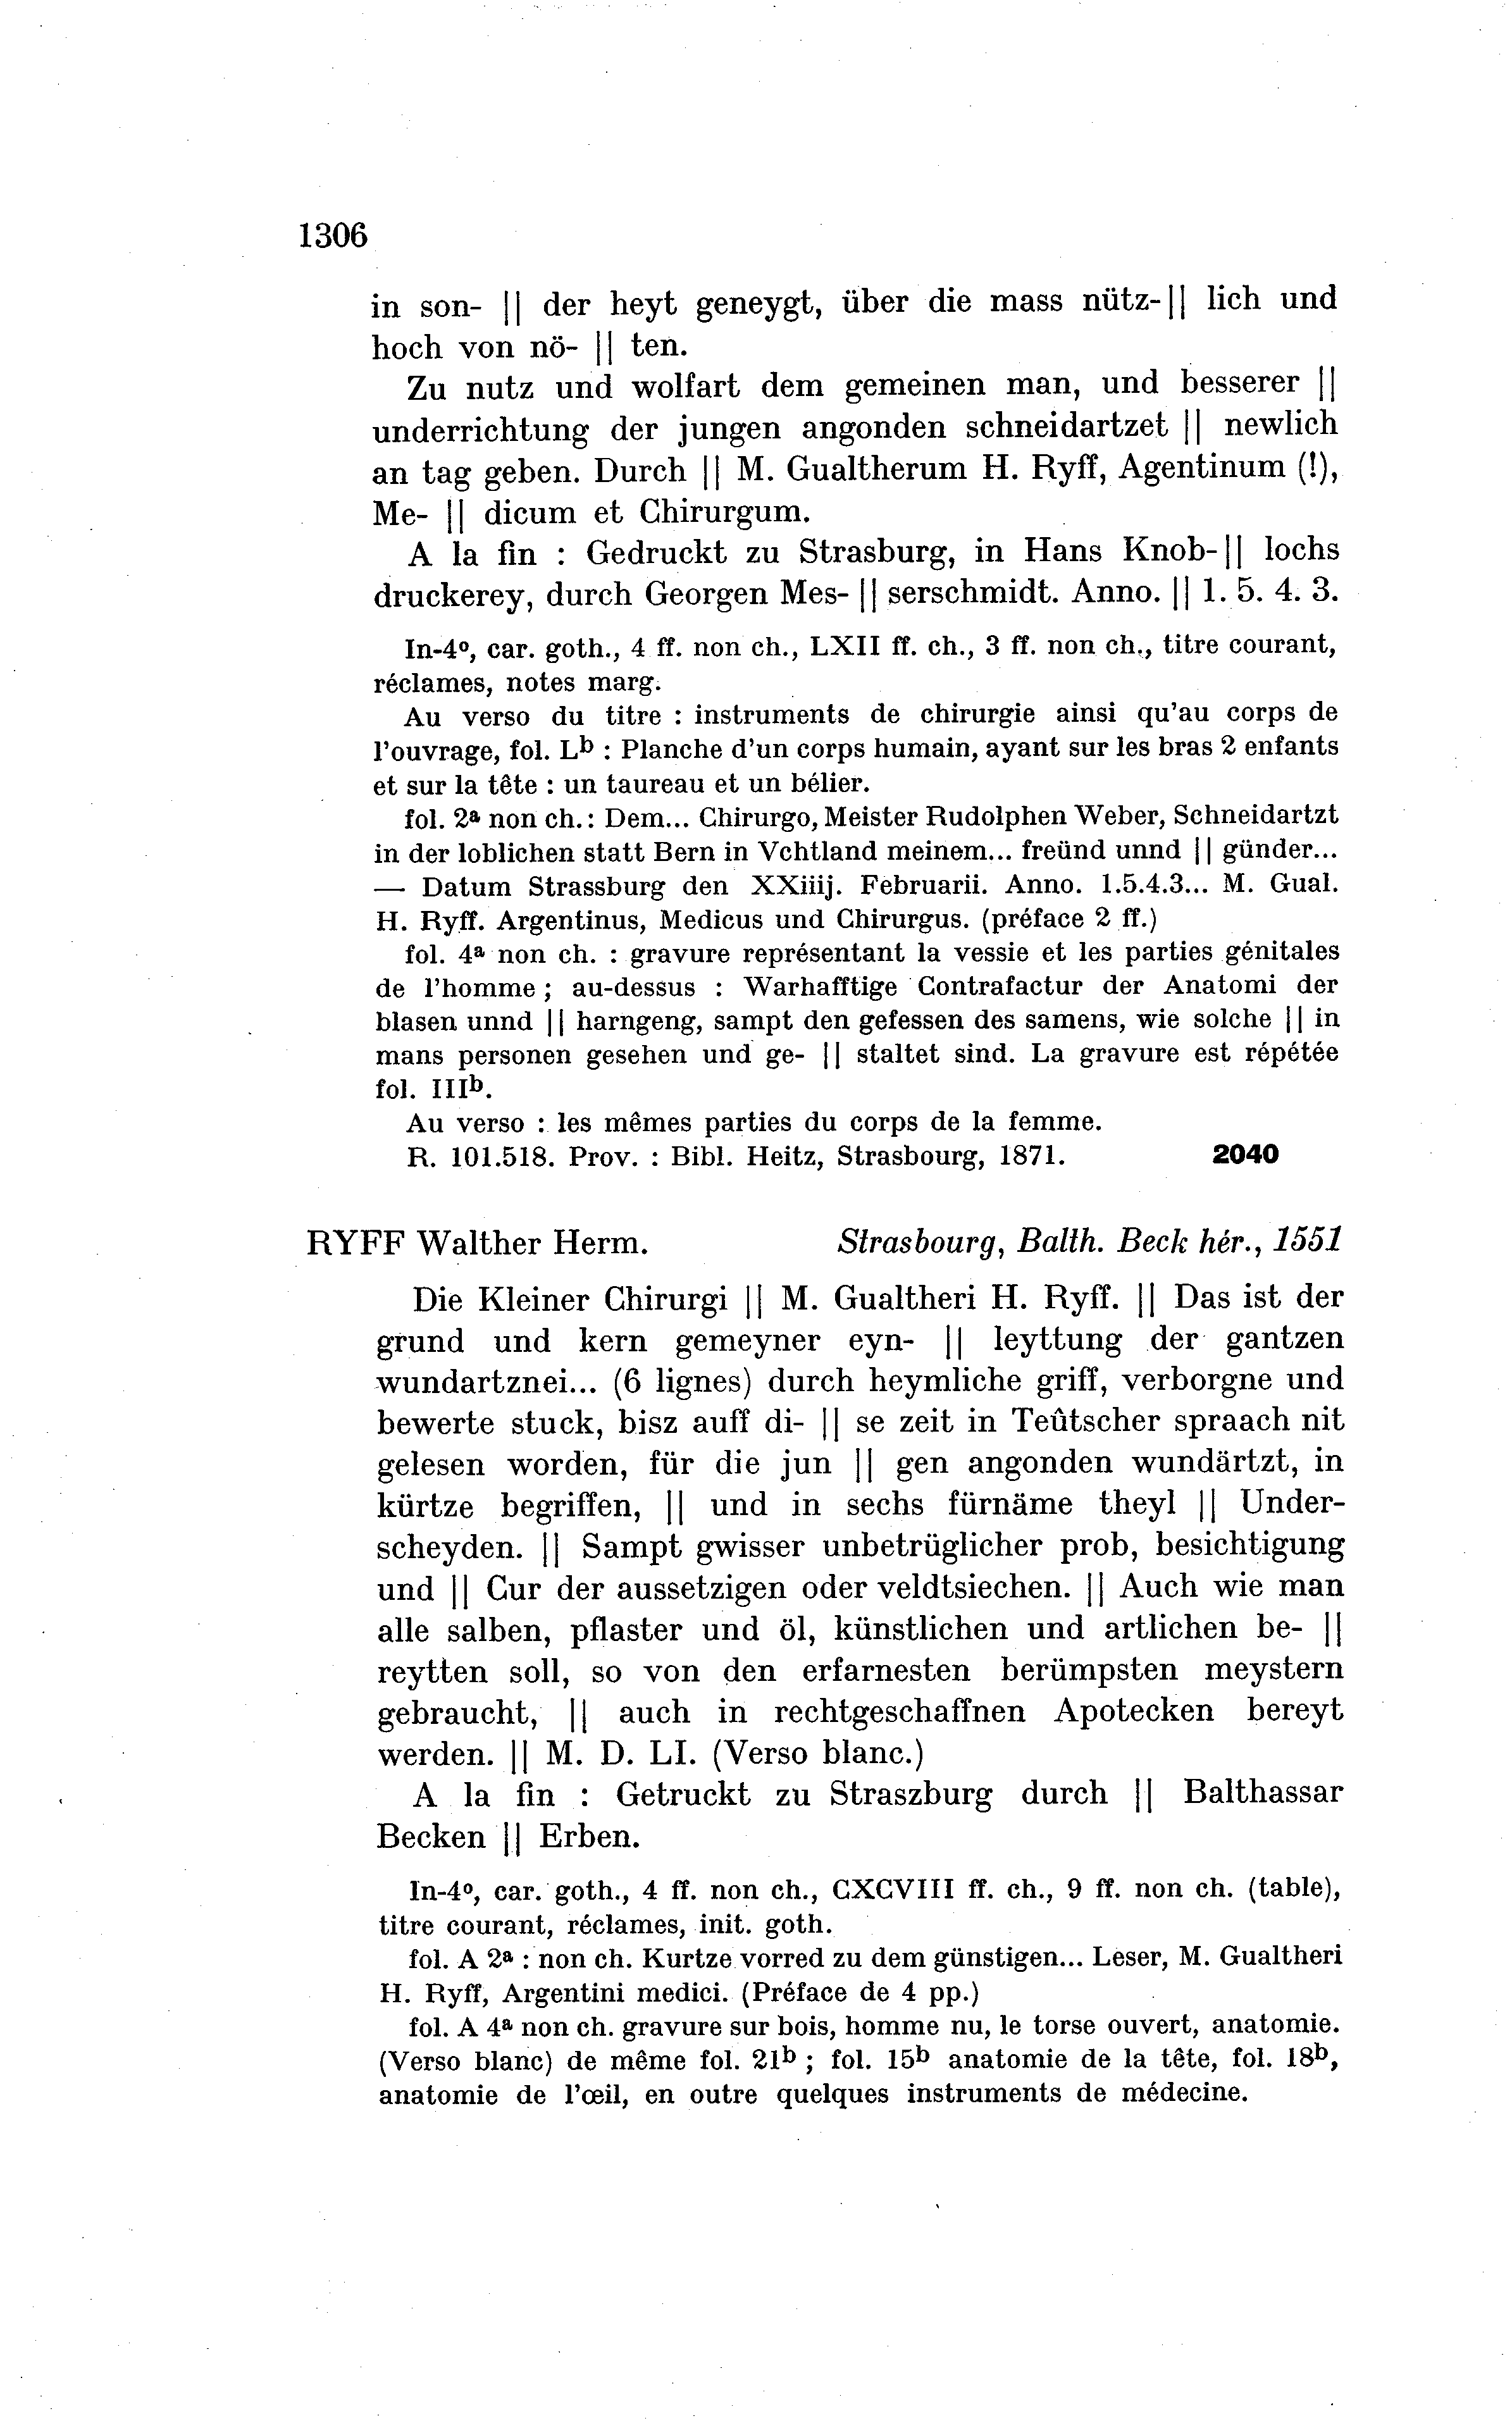 1306
in son- || der heyt geneygt, über die mass nütz-|| lich und
hoch von nö- || ten.
Zu nutz und wolfart dem gemeinen man, und besserer ||
underrichtung der jungen angonden schneidartzet || newlich
an tag geben. Durch || M. Gualtherum H. Ryff, Agentinum (!),
Me- || dicum et Chirurgum.
A la fin : Gedruckt zu Strasburg, in Hans Knob-|| lochs
druckerey, durch Georgen Mes- || serschmidt. Anno. || 1. 5. 4. 3.
In-4º, car. goth., 4 ff. non ch., LXII ff. ch., 3 ff. non ch., titre courant,
réclames, notes marg.
Au verso du titre : instruments de chirurgie ainsi qu'au corps de
l'ouvrage, fol. Lᵇ : Planche d'un corps humain, ayant sur les bras 2 enfants
et sur la tête : un taureau et un bélier.
fol. 2ª non ch. : Dem... Chirurgo, Meister Rudolphen Weber, Schneidartzt
in der loblichen statt Bern in Vchtland meinem... freünd unnd || günder...
— Datum Strassburg den XXiiij. Februarii. Anno. 1.5.4.3... M. Gual.
H. Ryff. Argentinus, Medicus und Chirurgus. (préface 2 ff.)
fol. 4ª non ch. : gravure représentant la vessie et les parties génitales
de l'homme ; au-dessus : Warhafftige Contrafactur der Anatomi der
blasen unnd || harngeng, sampt den gefessen des samens, wie solche || in
mans personen gesehen und ge- || staltet sind. La gravure est répétée
fol. IIIᵇ.
Au verso : les mêmes parties du corps de la femme.
R. 101.518. Prov. : Bibl. Heitz, Strasbourg, 1871. 2040
RYFF Walther Herm. Strasbourg, Balth. Beck hér., 1551
Die Kleiner Chirurgi || M. Gualtheri H. Ryff. || Das ist der
grund und kern gemeyner eyn- || leyttung der gantzen
wundartznei... (6 lignes) durch heymliche griff, verborgne und
bewerte stuck, bisz auff di- || se zeit in Teûtscher spraach nit
gelesen worden, für die jun || gen angonden wundärtzt, in
kürtze begriffen, || und in sechs fürnäme theyl || Under-
scheyden. || Sampt gwisser unbetrüglicher prob, besichtigung
und || Cur der aussetzigen oder veldtsiechen. || Auch wie man
alle salben, pflaster und öl, künstlichen und artlichen be- ||
reytten soll, so von den erfarnesten berümpsten meystern
gebraucht, || auch in rechtgeschaffnen Apotecken bereyt
werden. || M. D. LI. (Verso blanc.)
A la fin : Getruckt zu Straszburg durch || Balthassar
Becken || Erben.
In-4º, car. goth., 4 ff. non ch., CXCVIII ff. ch., 9 ff. non ch. (table),
titre courant, réclames, init. goth.
fol. A 2ª : non ch. Kurtze vorred zu dem günstigen... Leser, M. Gualtheri
H. Ryff, Argentini medici. (Préface de 4 pp.)
fol. A 4ª non ch. gravure sur bois, homme nu, le torse ouvert, anatomie.
(Verso blanc) de même fol. 21ᵇ ; fol. 15ᵇ anatomie de la tête, fol. 18ᵇ,
anatomie de l'œil, en outre quelques instruments de médecine.